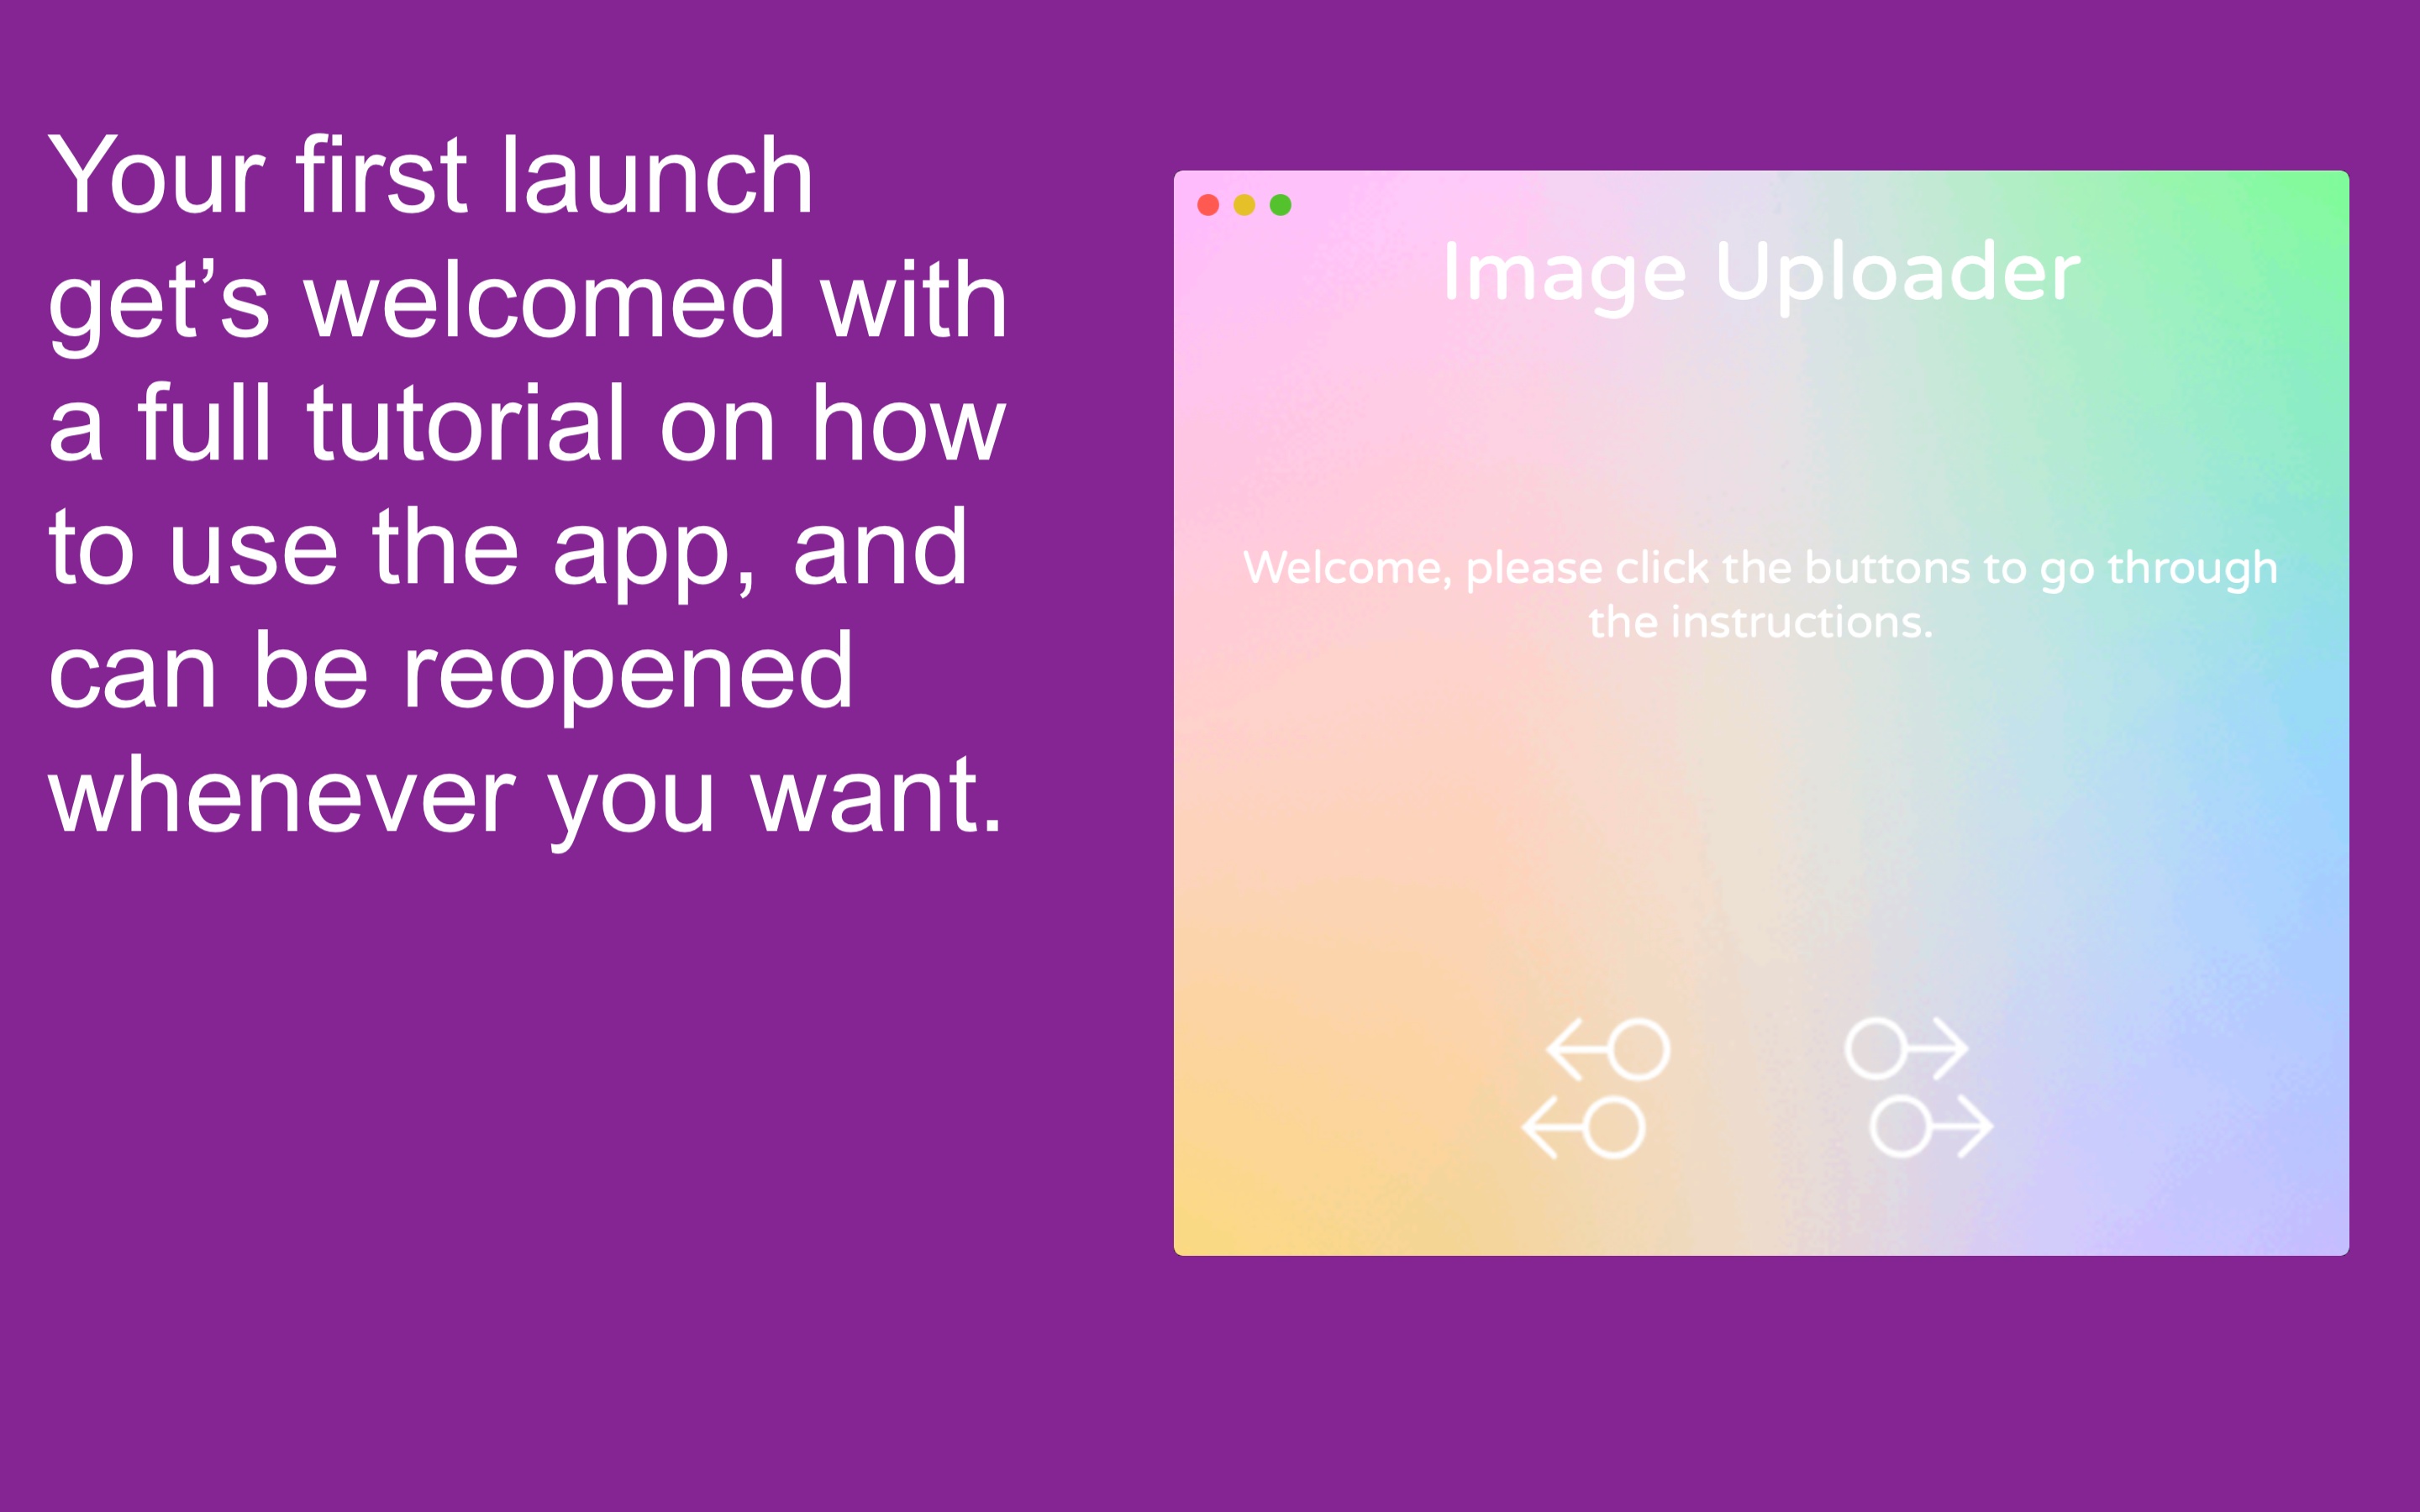 Your first launch
get’s welcomed with
a full tutorial on how
to use the app, and
can be reopened
whenever you want.
Image Uploader
Welcome, please click the buttons to go through
the instructions.